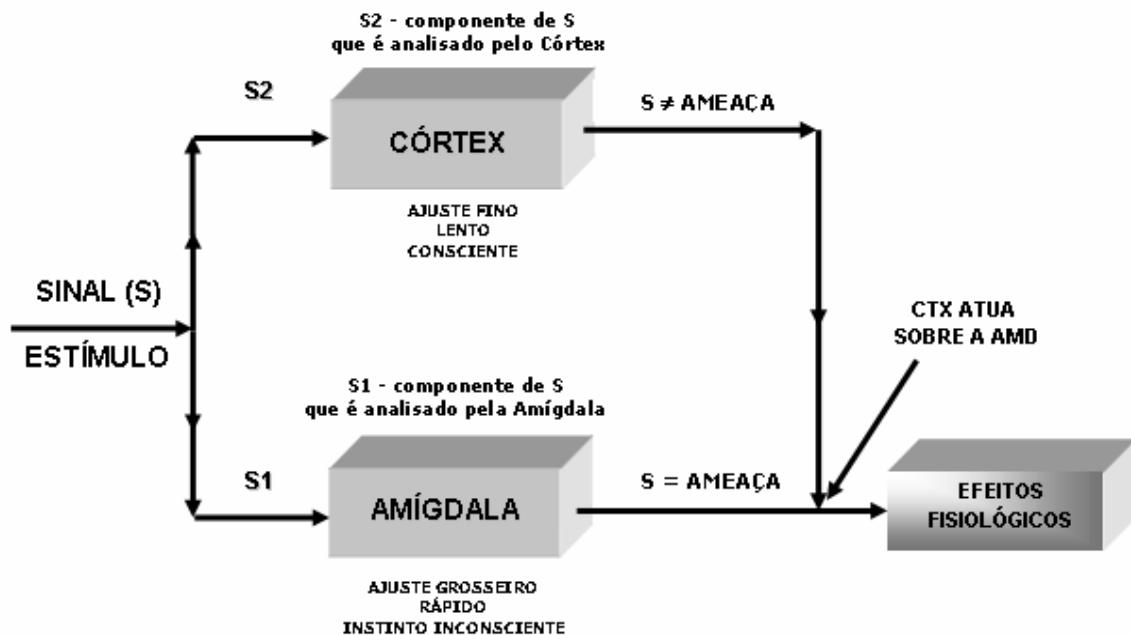 S2 - componente de S
que é analisado pelo Córtex
S2
S ≠ AMEAÇA
CÓRTEX
AJUSTE FINO
LENTO
CONSCIENTE
SINAL (S)
ESTÍMULO
CTX ATUA
SOBRE A AMD
S1 - componente de S
que é analisado pela Amígdala
S1
S = AMEAÇA
AMÍGDALA
EFEITOS
FISIOLÓGICOS
AJUSTE GROSSEIRO
RÁPIDO
INSTINTO INCONSCIENTE